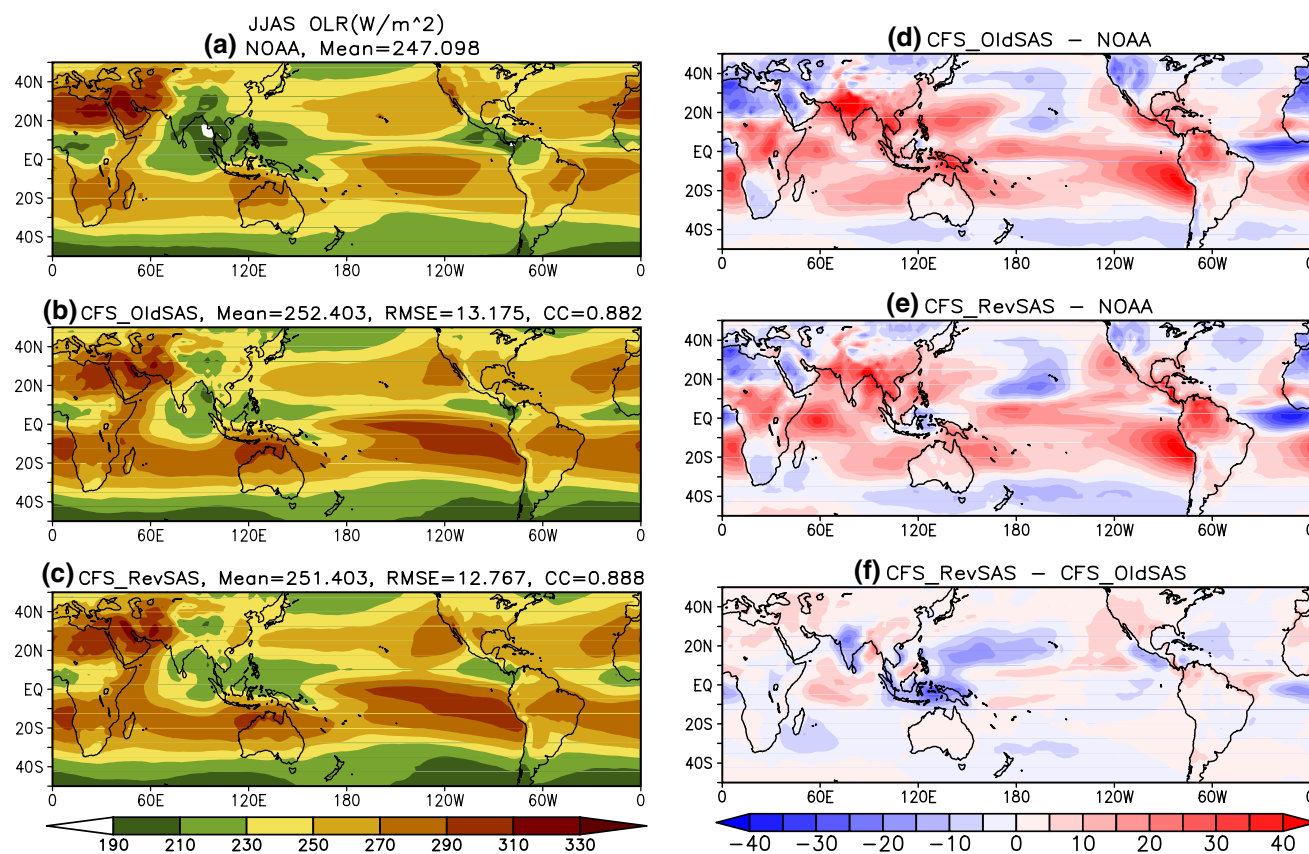 JJAS OLR(W/m^2)
(a) NOAA, Mean=247.098
40N
20N
EQ
20S
40S
0 60E 120E 180 120W 60W 0
(b) CFS_OldSAS, Mean=252.403, RMSE=13.175, CC=0.882
40N
20N
EQ
20S
40S
0 60E 120E 180 120W 60W 0
(c) CFS_RevSAS, Mean=251.403, RMSE=12.767, CC=0.888
40N
20N
EQ
20S
40S
0 60E 120E 180 120W 60W 0
190 210 230 250 270 290 310 330
(d) CFS_OldSAS − NOAA
40N
20N
EQ
20S
40S
0 60E 120E 180 120W 60W 0
(e) CFS_RevSAS − NOAA
40N
20N
EQ
20S
40S
0 60E 120E 180 120W 60W 0
(f) CFS_RevSAS − CFS_OldSAS
40N
20N
EQ
20S
40S
0 60E 120E 180 120W 60W 0
−40 −30 −20 −10 0 10 20 30 40